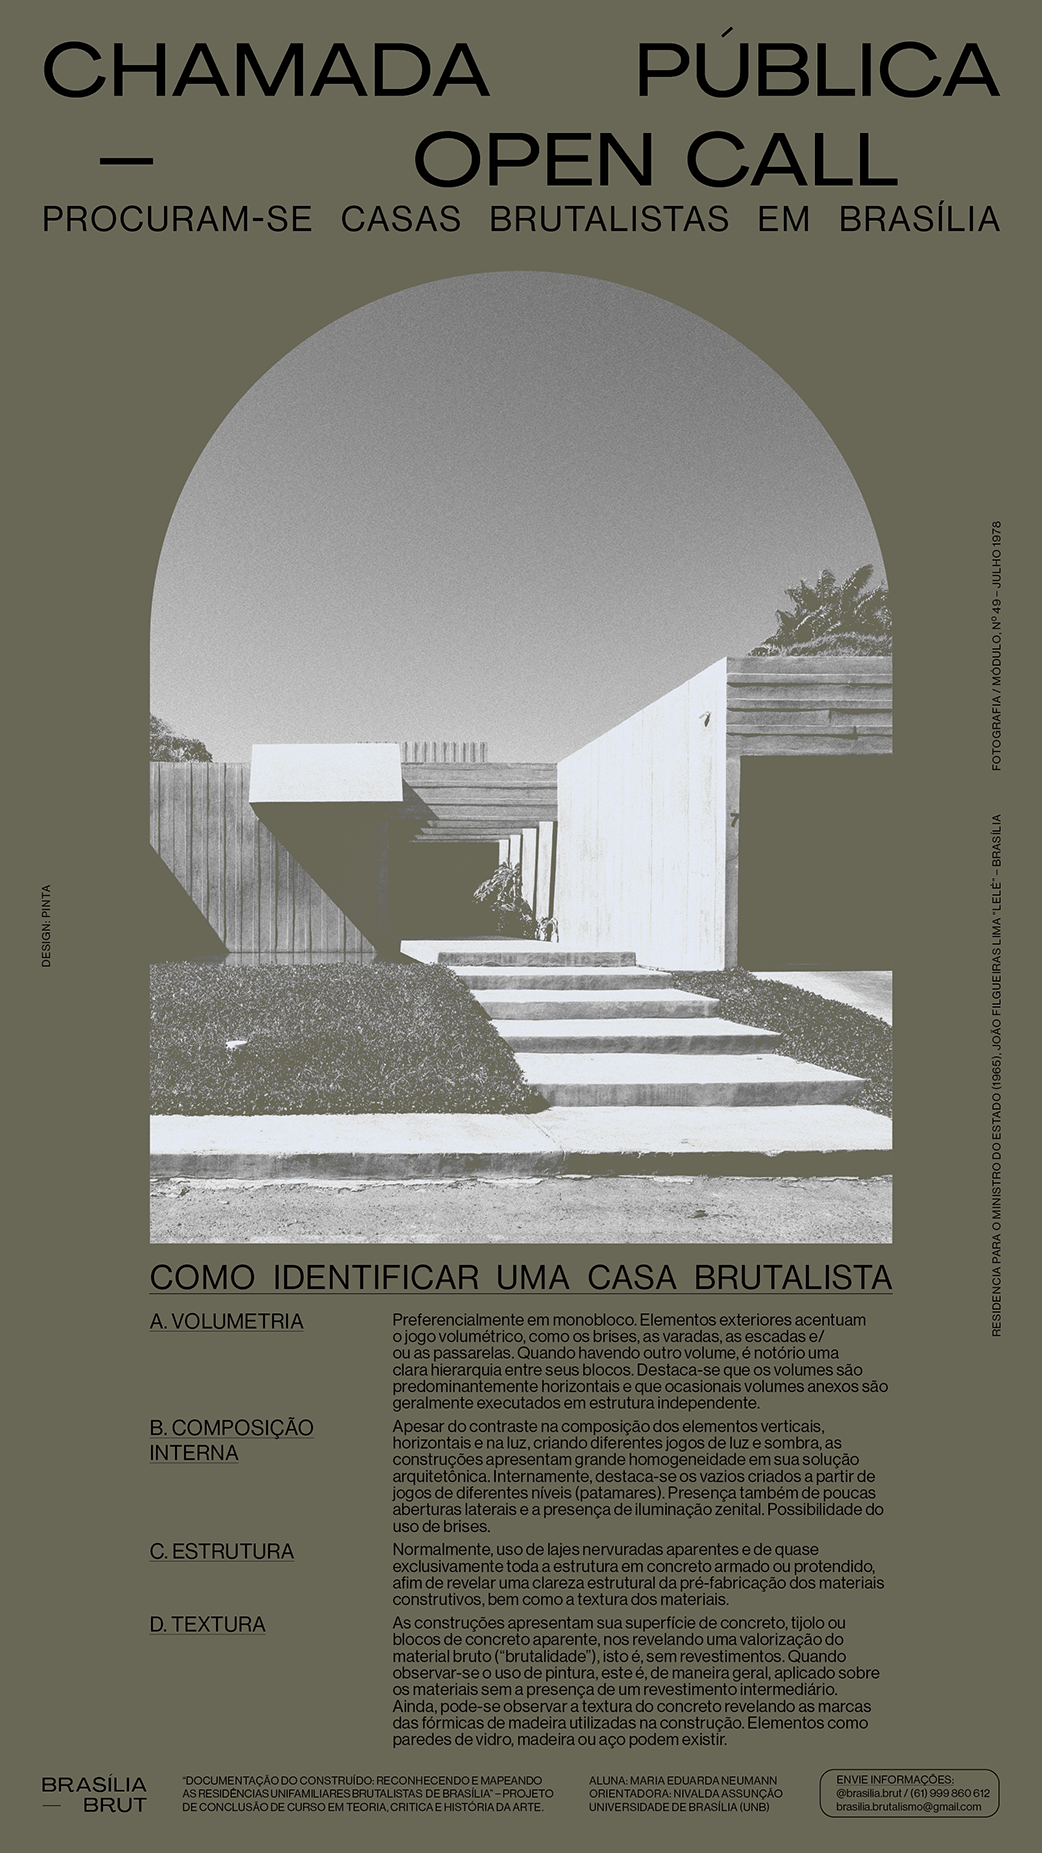 CHAMADA PÚBLICA
— OPEN CALL
PROCURAM-SE CASAS BRUTALISTAS EM BRASÍLIA
FOTOGRAFIA / MÓDULO, Nº 49 – JULHO 1978
RESIDENCIA PARA O MINISTRO DO ESTADO (1965), JOÃO FILGUEIRAS LIMA “LELÉ” – BRASÍLIA
DESIGN: PINTA
7
COMO IDENTIFICAR UMA CASA BRUTALISTA
A. VOLUMETRIA
Preferencialmente em monobloco. Elementos exteriores acentuam
o jogo volumétrico, como os brises, as varadas, as escadas e/
ou as passarelas. Quando havendo outro volume, é notório uma
clara hierarquia entre seus blocos. Destaca-se que os volumes são
predominantemente horizontais e que ocasionais volumes anexos são
geralmente executados em estrutura independente.
B. COMPOSIÇÃO
INTERNA
Apesar do contraste na composição dos elementos verticais,
horizontais e na luz, criando diferentes jogos de luz e sombra, as
construções apresentam grande homogeneidade em sua solução
arquitetônica. Internamente, destaca-se os vazios criados a partir de
jogos de diferentes níveis (patamares). Presença também de poucas
aberturas laterais e a presença de iluminação zenital. Possibilidade do
uso de brises.
C. ESTRUTURA
Normalmente, uso de lajes nervuradas aparentes e de quase
exclusivamente toda a estrutura em concreto armado ou protendido,
afim de revelar uma clareza estrutural da pré-fabricação dos materiais
construtivos, bem como a textura dos materiais.
D. TEXTURA
As construções apresentam sua superfície de concreto, tijolo ou
blocos de concreto aparente, nos revelando uma valorização do
material bruto (“brutalidade”), isto é, sem revestimentos. Quando
observar-se o uso de pintura, este é, de maneira geral, aplicado sobre
os materiais sem a presença de um revestimento intermediário.
Ainda, pode-se observar a textura do concreto revelando as marcas
das fórmicas de madeira utilizadas na construção. Elementos como
paredes de vidro, madeira ou aço podem existir.
BRASÍLIA
— BRUT
“DOCUMENTAÇÃO DO CONSTRUÍDO: RECONHECENDO E MAPEANDO
AS RESIDÊNCIAS UNIFAMILIARES BRUTALISTAS DE BRASÍLIA” – PROJETO
DE CONCLUSÃO DE CURSO EM TEORIA, CRITICA E HISTÓRIA DA ARTE.
ALUNA: MARIA EDUARDA NEUMANN
ORIENTADORA: NIVALDA ASSUNÇÃO
UNIVERSIDADE DE BRASÍLIA (UNB)
ENVIE INFORMAÇÕES:
@brasilia.brut / (61) 999 860 612
brasilia.brutalismo@gmail.com